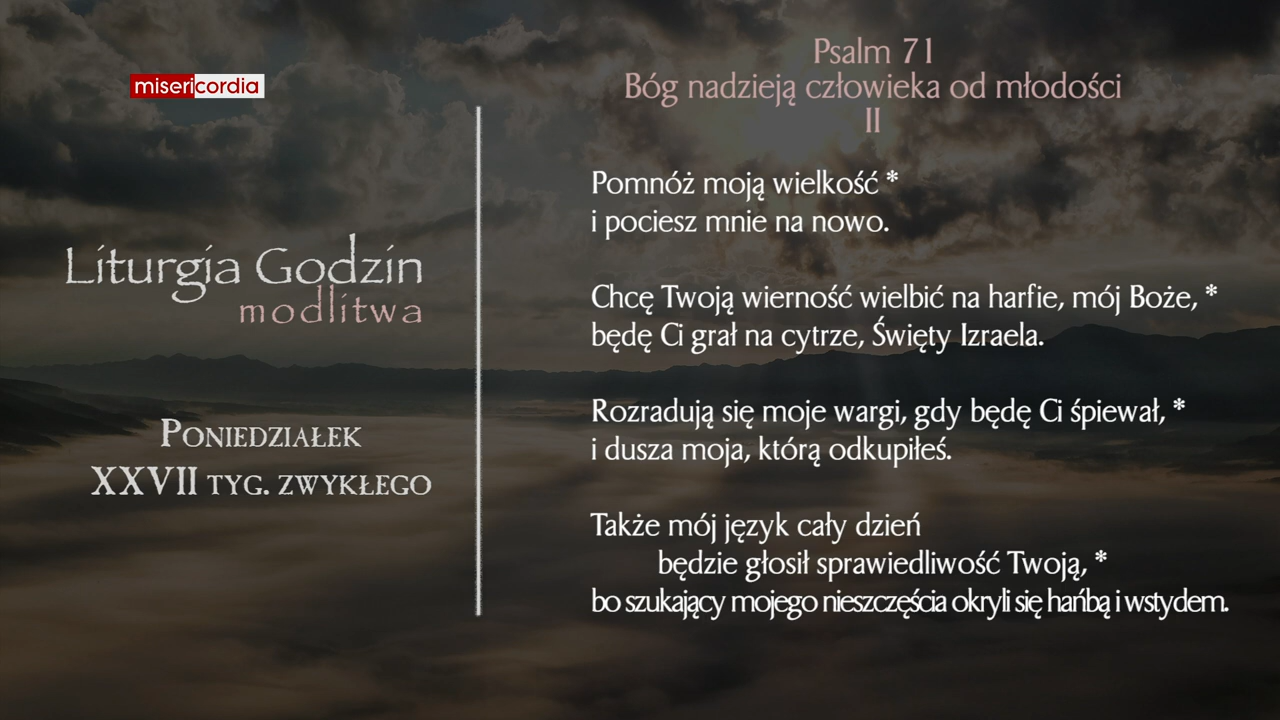 misericordia
Liturgia Godzin
modlitwa
Poniedziałek
XXVII tyg. zwykłego
Psalm 71
Bóg nadzieją człowieka od młodości
II
Pomnóż moją wielkość *
i pociesz mnie na nowo.
Chcę Twoją wierność wielbić na harfie, mój Boże, *
będę Ci grał na cytrze, Święty Izraela.
Rozradują się moje wargi, gdy będę Ci śpiewał, *
i dusza moja, którą odkupiłeś.
Także mój język cały dzień
będzie głosił sprawiedliwość Twoją, *
bo szukający mojego nieszczęścia okryli się hańbą i wstydem.